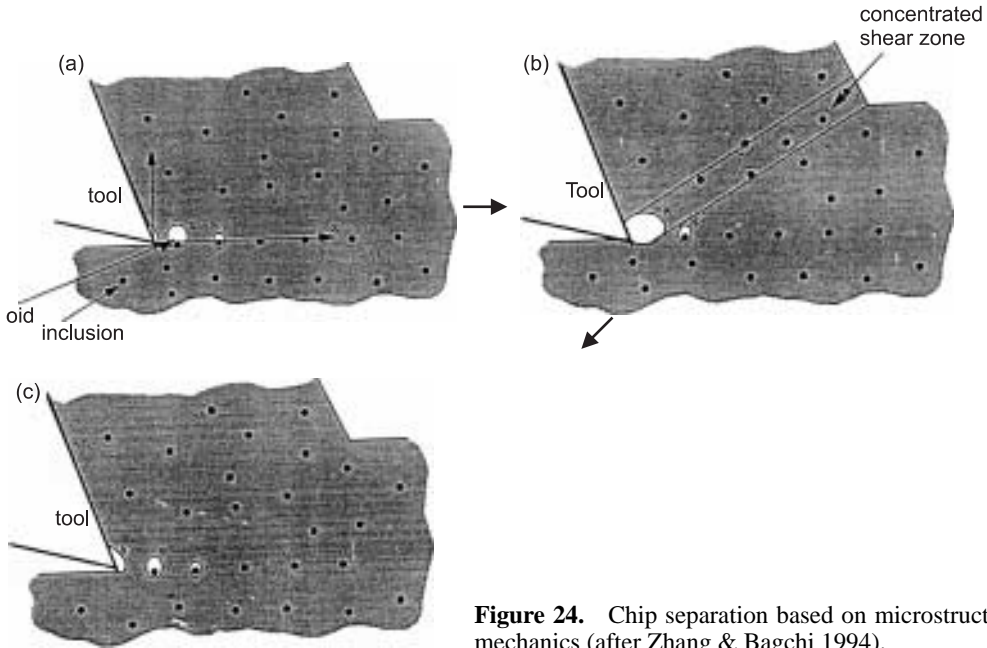 concentrated
shear zone
(a)
(b)
tool
Tool
oid
inclusion
(c)
tool
Figure 24. Chip separation based on microstruct
mechanics (after Zhang & Bagchi 1994).